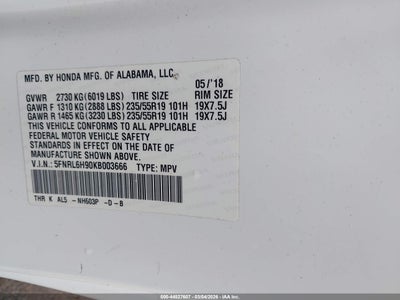 MFD. BY HONDA MFG. OF ALABAMA, LLC. 05/'18
GVWR 2730 KG (6019 LBS) TIRE SIZE RIM SIZE
GAWR F 1310 KG (2888 LBS) 235/55R19 101H 19X7.5J
GAWR R 1465 KG (3230 LBS) 235/55R19 101H 19X7.5J
THIS VEHICLE CONFORMS TO ALL APPLICABLE
FEDERAL MOTOR VEHICLE SAFETY
STANDARDS IN EFFECT ON THE DATE OF
MANUFACTURE SHOWN ABOVE.
V.I.N.: 5FNRL6H90KB003666 TYPE: MPV
THR K AL5 -NH603P -D-B